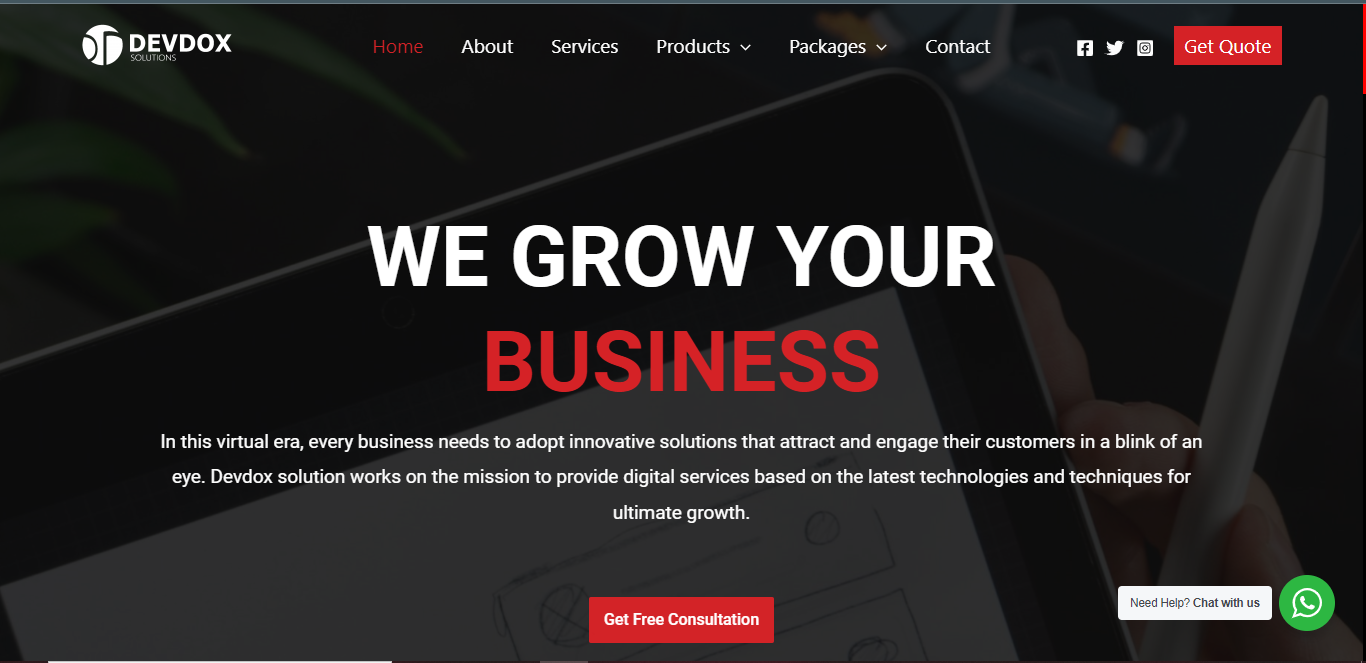 DEVDOX
SOLUTIONS
Home About Services Products Packages Contact
Get Quote
WE GROW YOUR
BUSINESS
In this virtual era, every business needs to adopt innovative solutions that attract and engage their customers in a blink of an
eye. Devdox solution works on the mission to provide digital services based on the latest technologies and techniques for
ultimate growth.
Get Free Consultation
Need Help? Chat with us